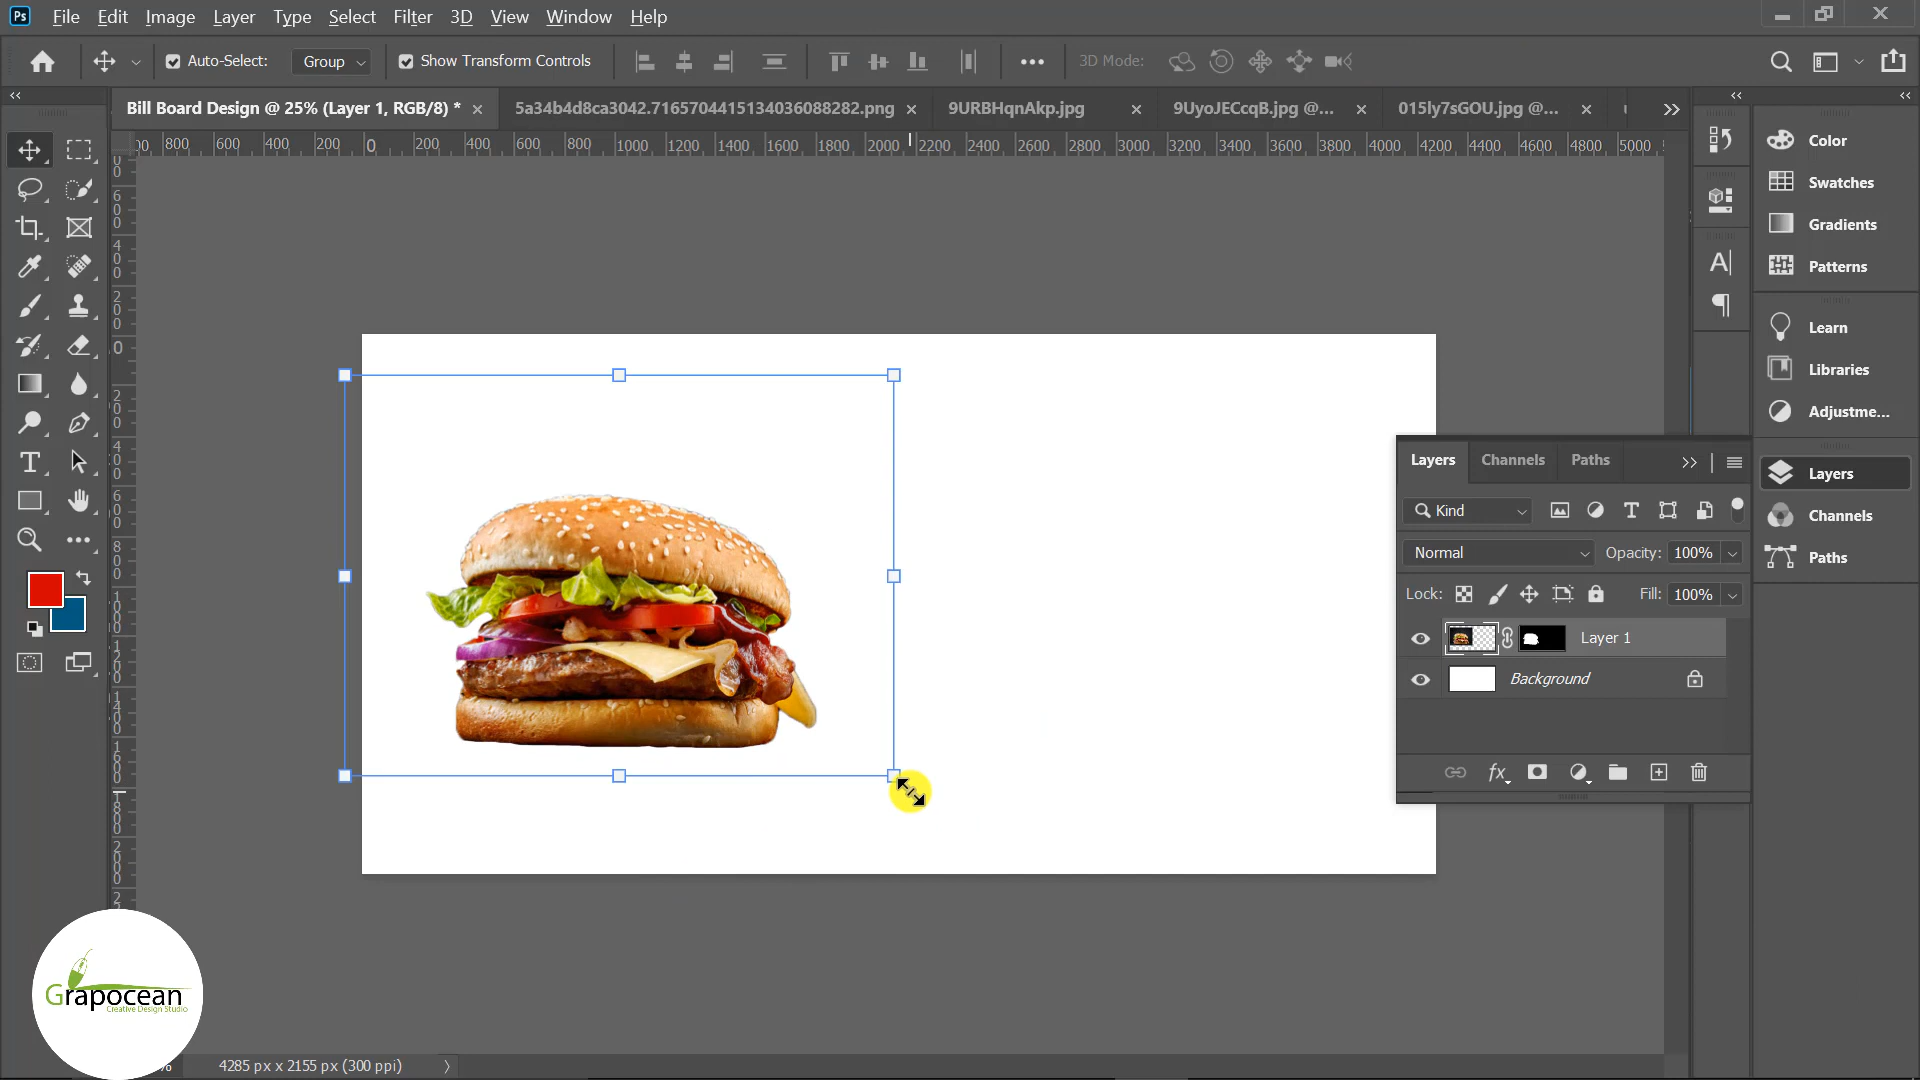 Ps File Edit Image Layer Type Select Filter 3D View Window Help
Auto-Select: Group Show Transform Controls 3D Mode:
Bill Board Design @ 25% (Layer 1, RGB/8) * 5a34b4d8ca3042.7165704415134036088282.png 9URBHqnAkp.jpg 9UyoJECcqB.jpg @... 015ly7sGOU.jpg @...
800 600 400 200 0 200 400 600 800 1000 1200 1400 1600 1800 2000 2200 2400 2600 2800 3000 3200 3400 3600 3800 4000 4200 4400 4600 4800 5000
Color
Swatches
Gradients
Patterns
Learn
Libraries
Adjustme...
Layers
Channels
Paths
Layers Channels Paths
Kind
Normal Opacity: 100%
Lock: Fill: 100%
Layer 1
Background
fx
Grapocean
Creative Design Studio
% 4285 px x 2155 px (300 ppi)